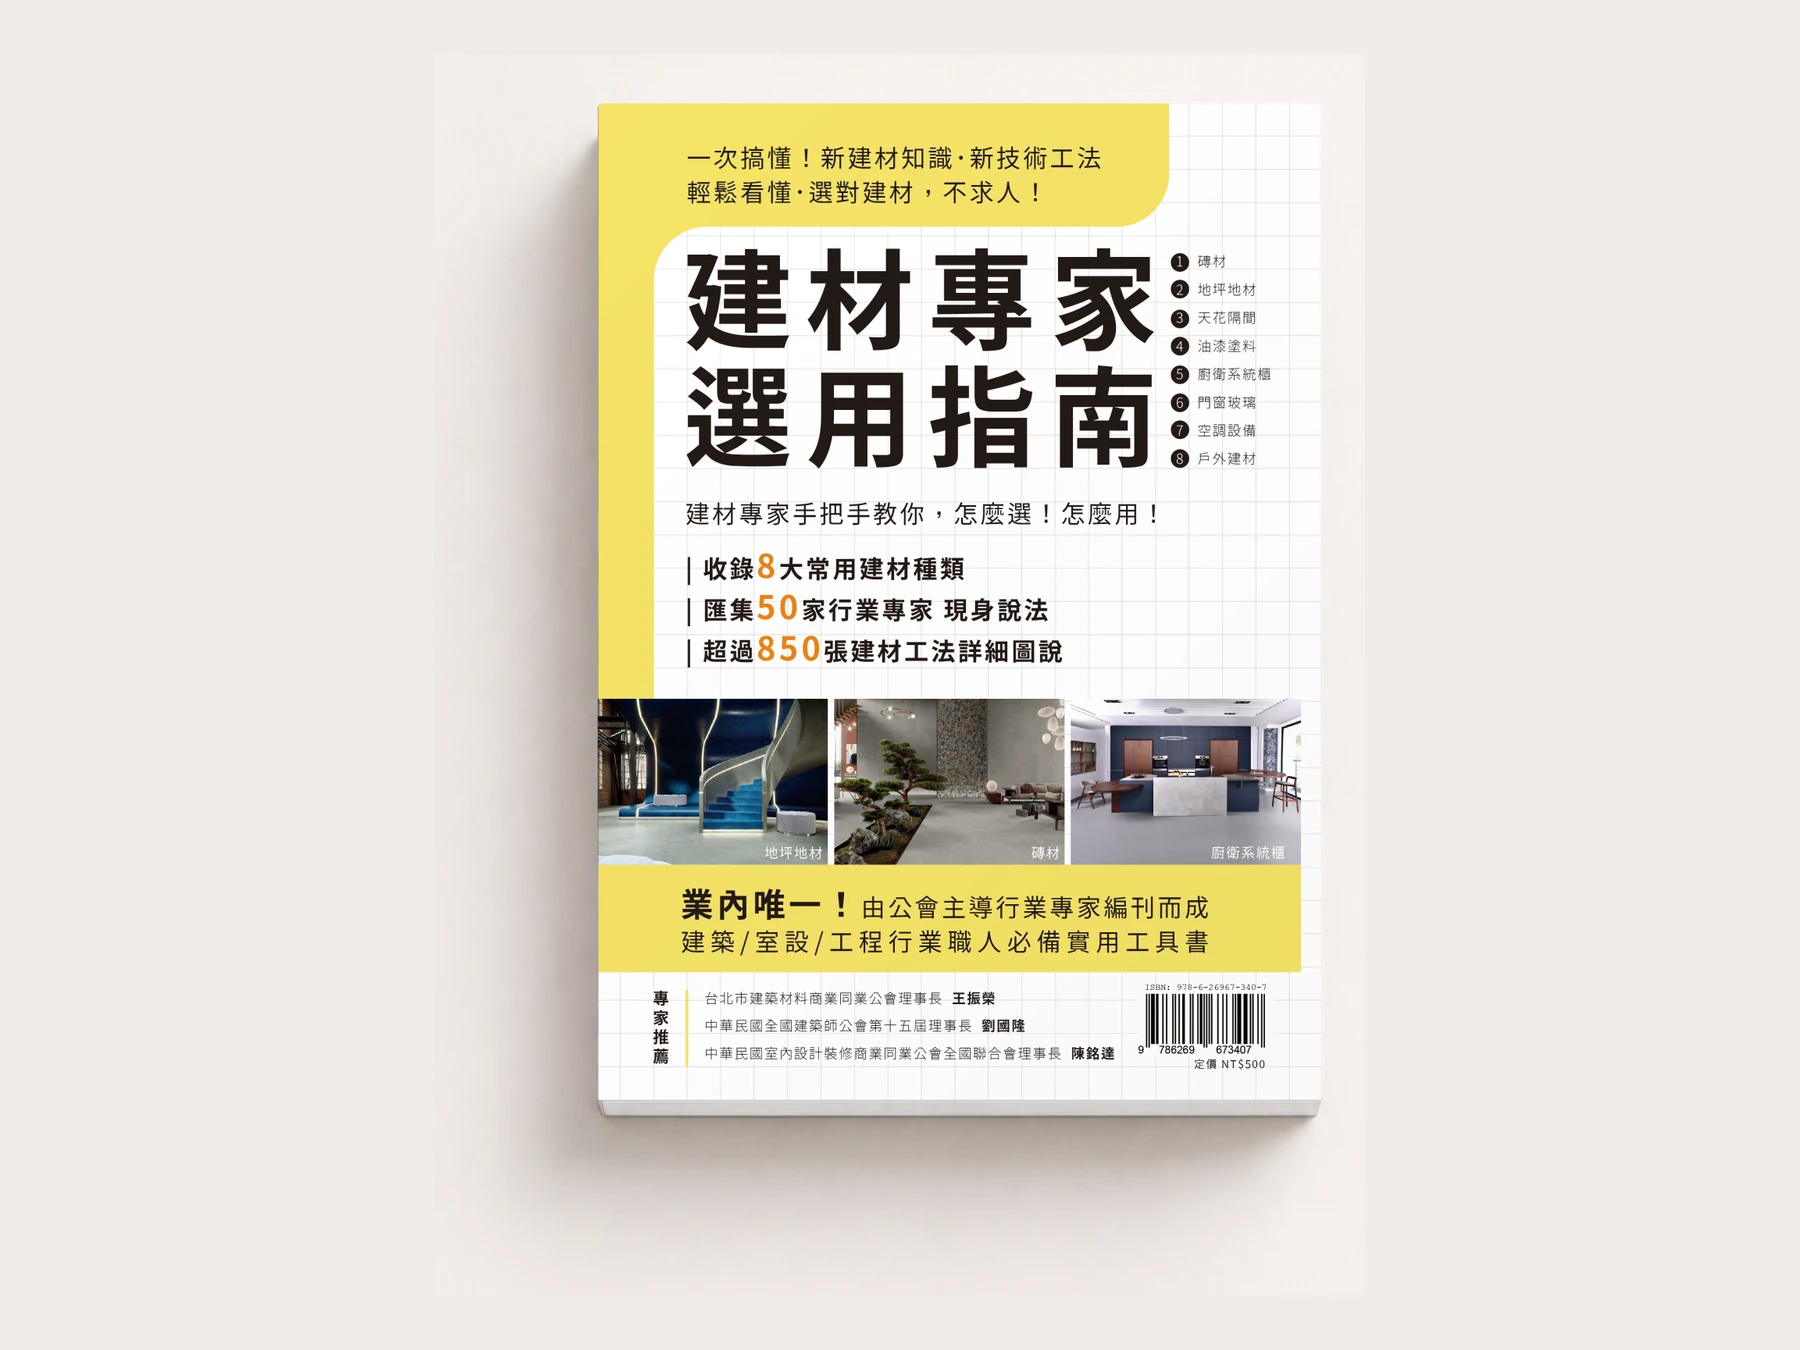 一次搞懂！新建材知識·新技術工法
輕鬆看懂·選對建材，不求人！
建材專家
選用指南
1 磚材
2 地坪地材
3 天花隔間
4 油漆塗料
5 廚衛系統櫃
6 門窗玻璃
7 空調設備
8 戶外建材
建材專家手把手教你，怎麼選！怎麼用！
| 收錄8大常用建材種類
| 匯集50家行業專家 現身說法
| 超過850張建材工法詳細圖說
地坪地材
磚材
廚衛系統櫃
業內唯一！由公會主導行業專家編刊而成
建築/室設/工程行業職人必備實用工具書
專家推薦
台北市建築材料商業同業公會理事長 王振榮
中華民國全國建築師公會第十五屆理事長 劉國隆
中華民國室內設計裝修商業同業公會全國聯合會理事長 陳銘達
ISBN: 978-6-26967-340-7
9 786269 673407
定價 NT$500